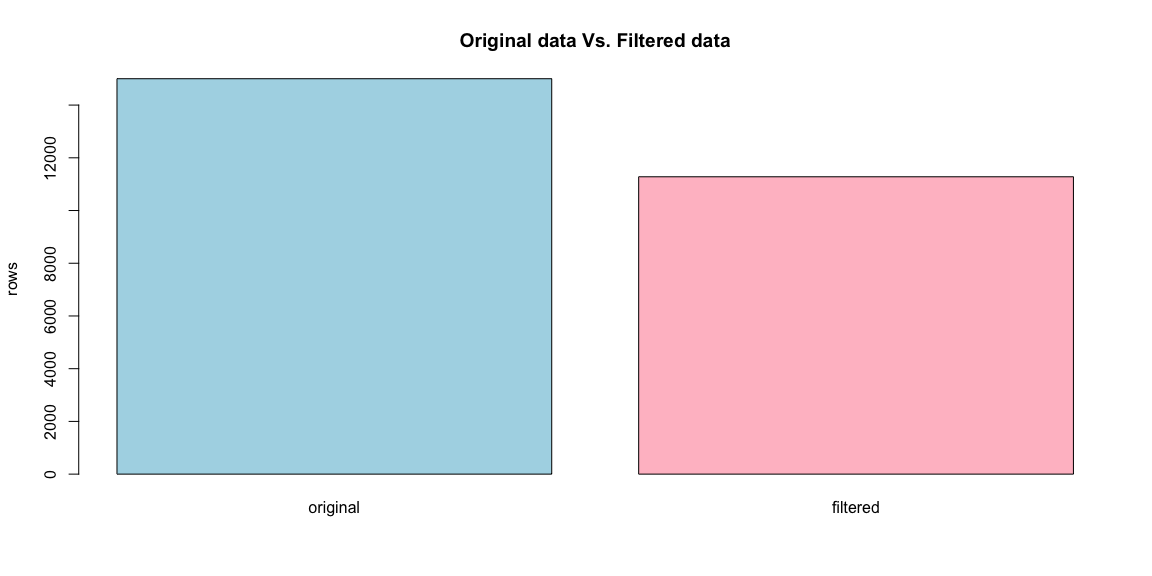 Original data Vs. Filtered data
rows
12000
8000
6000
4000
2000
0
original
filtered